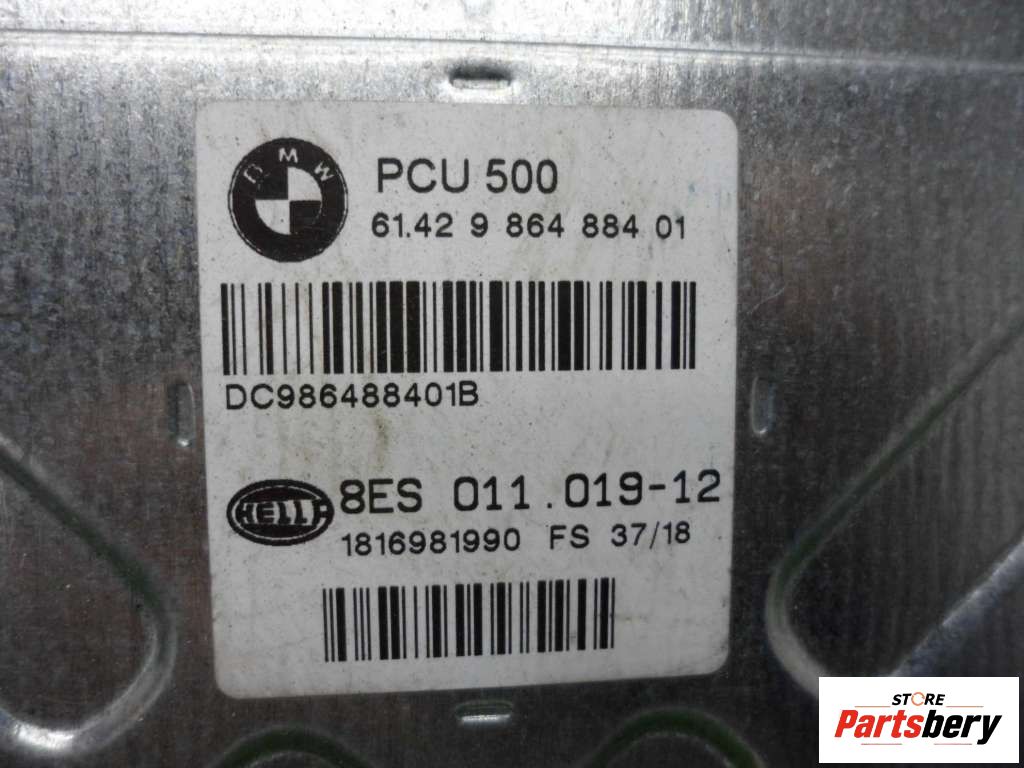 BMW
PCU 500
61.42 9 864 884 01
DC986488401B
HELLA
8ES 011.019-12
1816981990 FS 37/18
STORE
Partsbery